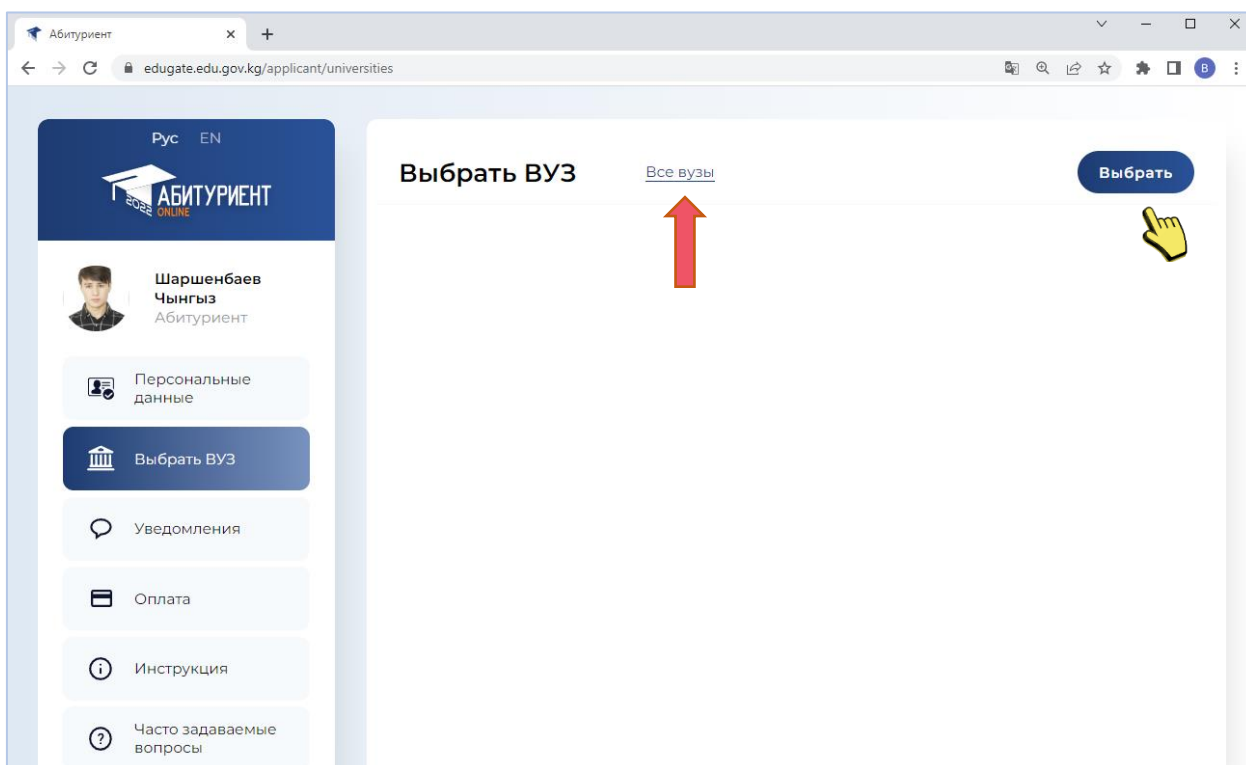 Абитуриент
edugate.edu.gov.kg/applicant/universities
B
Рус EN
2022 АБИТУРИЕНТ
ONLINE
Выбрать ВУЗ
Все вузы
Выбрать
Шаршенбаев
Чынгыз
Абитуриент
Персональные
данные
Выбрать ВУЗ
Уведомления
Оплата
Инструкция
Часто задаваемые
вопросы